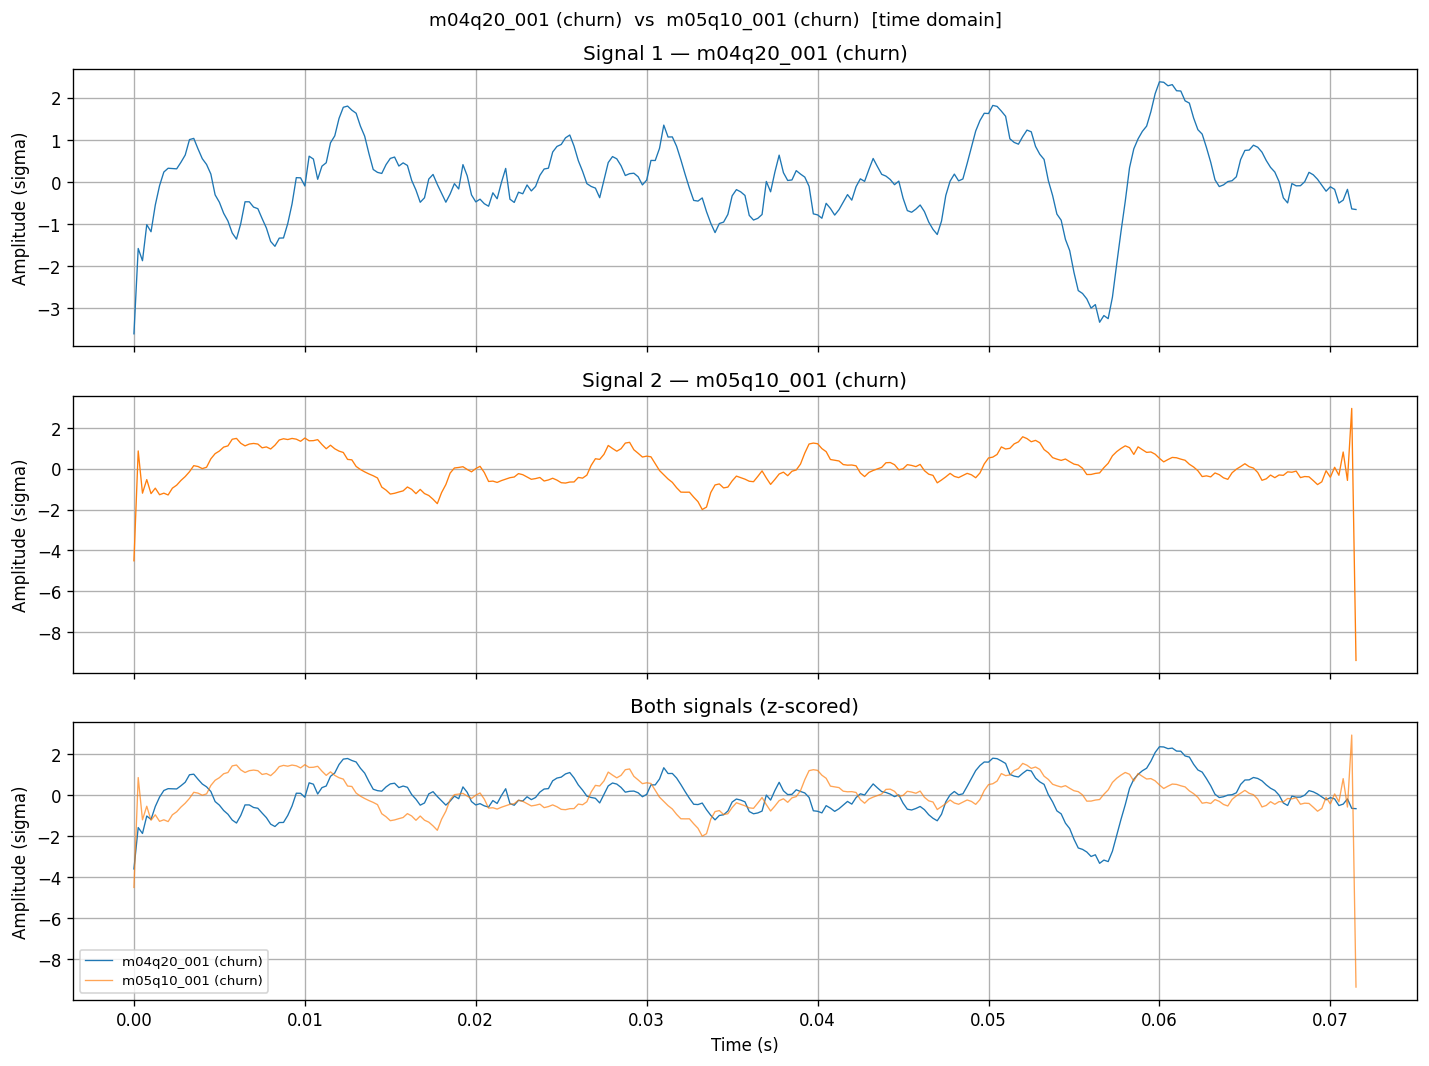 m04q20_001 (churn)  vs  m05q10_001 (churn)  [time domain]
Signal 1 — m04q20_001 (churn)
Amplitude (sigma)
2
1
0
−1
−2
−3
Signal 2 — m05q10_001 (churn)
Amplitude (sigma)
2
0
−2
−4
−6
−8
Both signals (z-scored)
Amplitude (sigma)
2
0
−2
−4
−6
−8
m04q20_001 (churn)
m05q10_001 (churn)
0.00 0.01 0.02 0.03 0.04 0.05 0.06 0.07
Time (s)